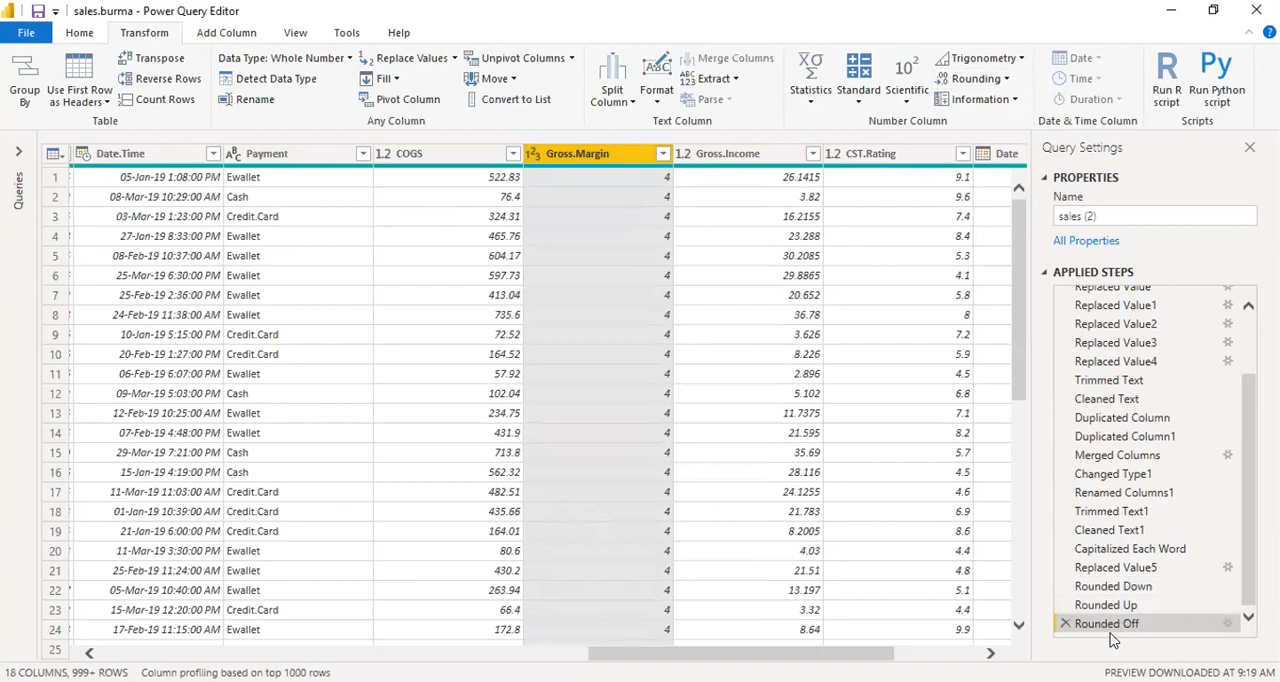 sales.burma - Power Query Editor
File Home Transform Add Column View Tools Help
Group By
Use First Row as Headers
Transpose
Reverse Rows
Count Rows
Table
Data Type: Whole Number
Detect Data Type
Rename
Replace Values
Fill
Pivot Column
Unpivot Columns
Move
Convert to List
Any Column
Split Column
Format
Merge Columns
Extract
Parse
Text Column
Statistics
Standard
Scientific
Trigonometry
Rounding
Information
Number Column
Date
Time
Duration
Date & Time Column
Run R script
Run Python script
Scripts
Queries
Date.Time Payment 1.2 COGS Gross.Margin 1.2 Gross.Income 1.2 CST.Rating Date
1 05-Jan-19 1:08:00 PM Ewallet 522.83 4 26.1415 9.1
2 08-Mar-19 10:29:00 AM Cash 76.4 4 3.82 9.6
3 03-Mar-19 1:23:00 PM Credit.Card 324.31 4 16.2155 7.4
4 27-Jan-19 8:33:00 PM Ewallet 465.76 4 23.288 8.4
5 08-Feb-19 10:37:00 AM Ewallet 604.17 4 30.2085 5.3
6 25-Mar-19 6:30:00 PM Ewallet 597.73 4 29.8865 4.1
7 25-Feb-19 2:36:00 PM Ewallet 413.04 4 20.652 5.8
8 24-Feb-19 11:38:00 AM Ewallet 735.6 4 36.78 8
9 10-Jan-19 5:15:00 PM Credit.Card 72.52 4 3.626 7.2
10 20-Feb-19 1:27:00 PM Credit.Card 164.52 4 8.226 5.9
11 06-Feb-19 6:07:00 PM Ewallet 57.92 4 2.896 4.5
12 09-Mar-19 5:03:00 PM Cash 102.04 4 5.102 6.8
13 12-Feb-19 10:25:00 AM Ewallet 234.75 4 11.7375 7.1
14 07-Feb-19 4:48:00 PM Ewallet 431.9 4 21.595 8.2
15 29-Mar-19 7:21:00 PM Cash 713.8 4 35.69 5.7
16 15-Jan-19 4:19:00 PM Cash 562.32 4 28.116 4.5
17 11-Mar-19 11:03:00 AM Credit.Card 482.51 4 24.1255 4.6
18 01-Jan-19 10:39:00 AM Credit.Card 435.66 4 21.783 6.9
19 21-Jan-19 6:00:00 PM Credit.Card 164.01 4 8.2005 8.6
20 11-Mar-19 3:30:00 PM Ewallet 80.6 4 4.03 4.4
21 25-Feb-19 11:24:00 AM Ewallet 430.2 4 21.51 4.8
22 05-Mar-19 10:40:00 AM Ewallet 263.94 4 13.197 5.1
23 15-Mar-19 12:20:00 PM Credit.Card 66.4 4 3.32 4.4
24 17-Feb-19 11:15:00 AM Ewallet 172.8 4 8.64 9.9
25
Query Settings
PROPERTIES
Name
sales (2)
All Properties
APPLIED STEPS
Replaced Value
Replaced Value1
Replaced Value2
Replaced Value3
Replaced Value4
Trimmed Text
Cleaned Text
Duplicated Column
Duplicated Column1
Merged Columns
Changed Type1
Renamed Columns1
Trimmed Text1
Cleaned Text1
Capitalized Each Word
Replaced Value5
Rounded Down
Rounded Up
Rounded Off
18 COLUMNS, 999+ ROWS Column profiling based on top 1000 rows PREVIEW DOWNLOADED AT 9:19 AM